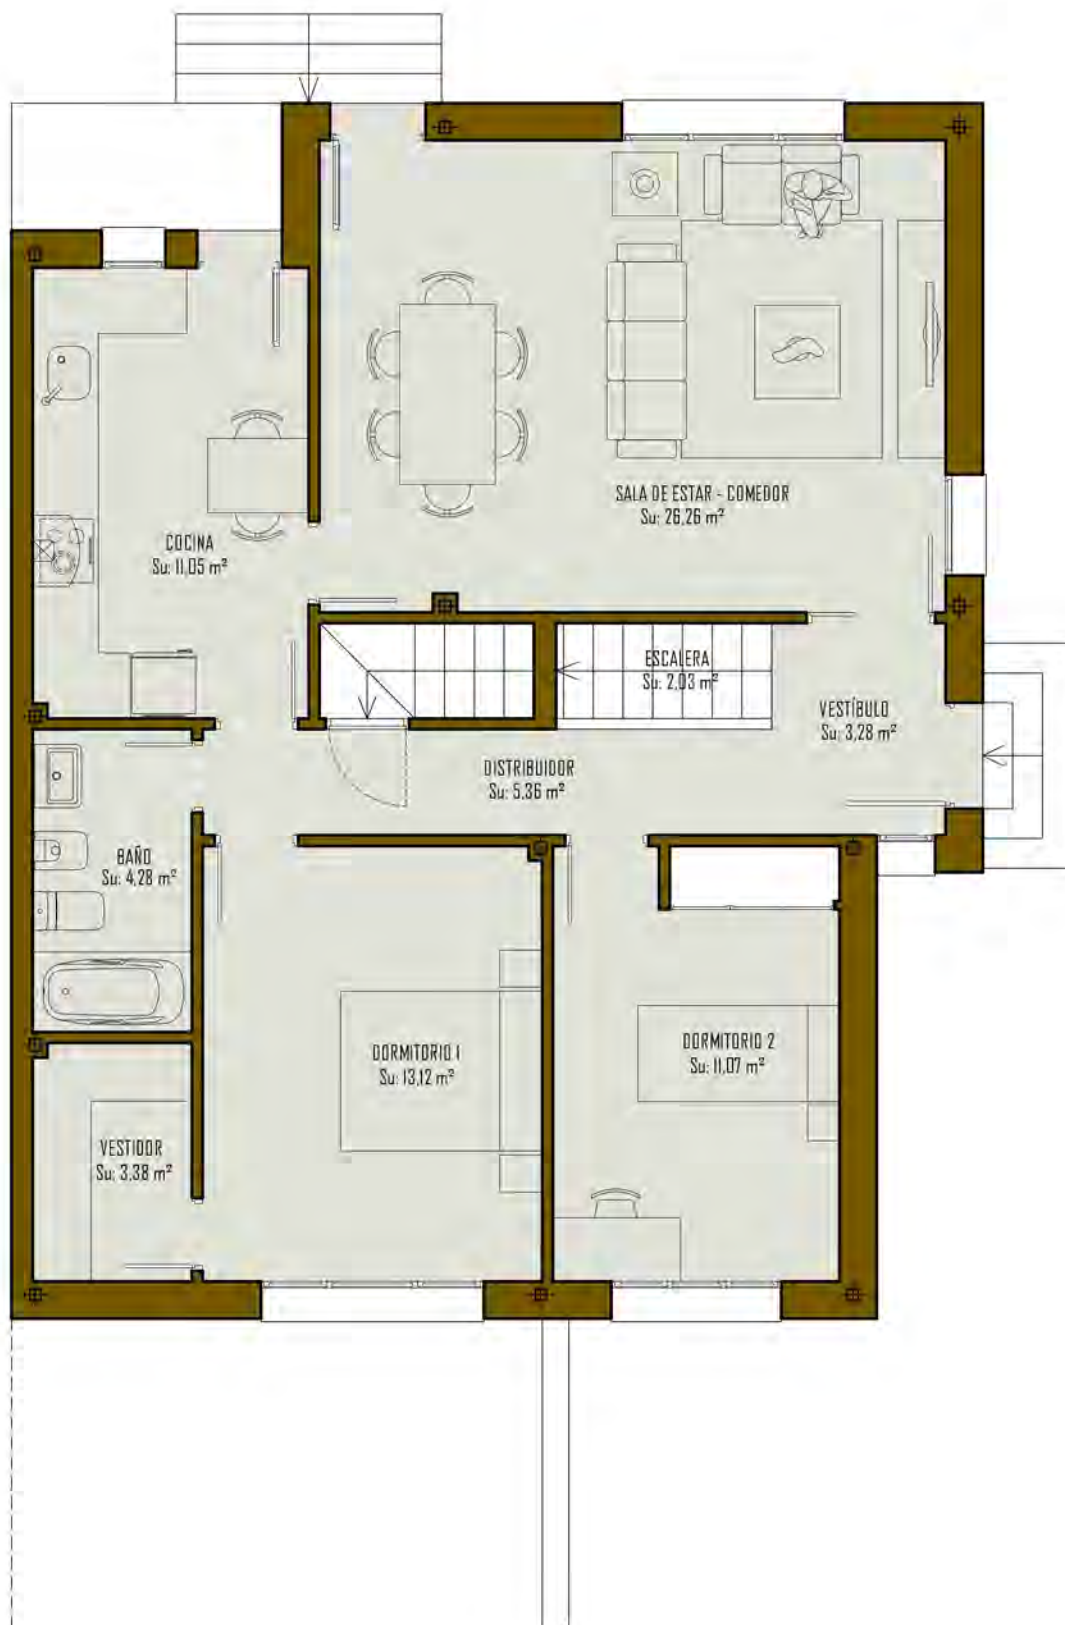 SALA DE ESTAR - COMEDOR
Su: 26,26 m²
COCINA
Su: 11,05 m²
ESCALERA
Su: 2,03 m²
VESTÍBULO
Su: 3,28 m²
DISTRIBUIDOR
Su: 5,36 m²
BAÑO
Su: 4,28 m²
DORMITORIO 1
Su: 13,12 m²
DORMITORIO 2
Su: 11,07 m²
VESTIDOR
Su: 3,38 m²